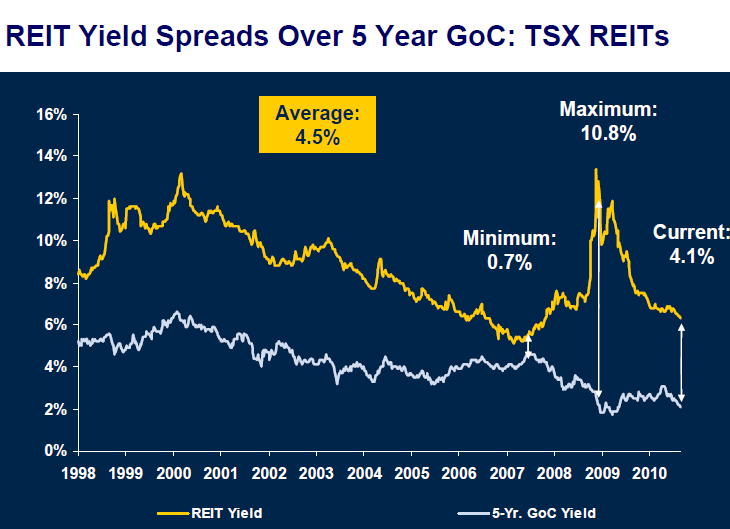 REIT Yield Spreads Over 5 Year GoC: TSX REITs
Average:
4.5%
Maximum:
10.8%
Minimum:
0.7%
Current:
4.1%
16%
14%
12%
10%
8%
6%
4%
2%
0%
1998 1999 2000 2001 2002 2003 2004 2005 2006 2007 2008 2009 2010
REIT Yield 5-Yr. GoC Yield